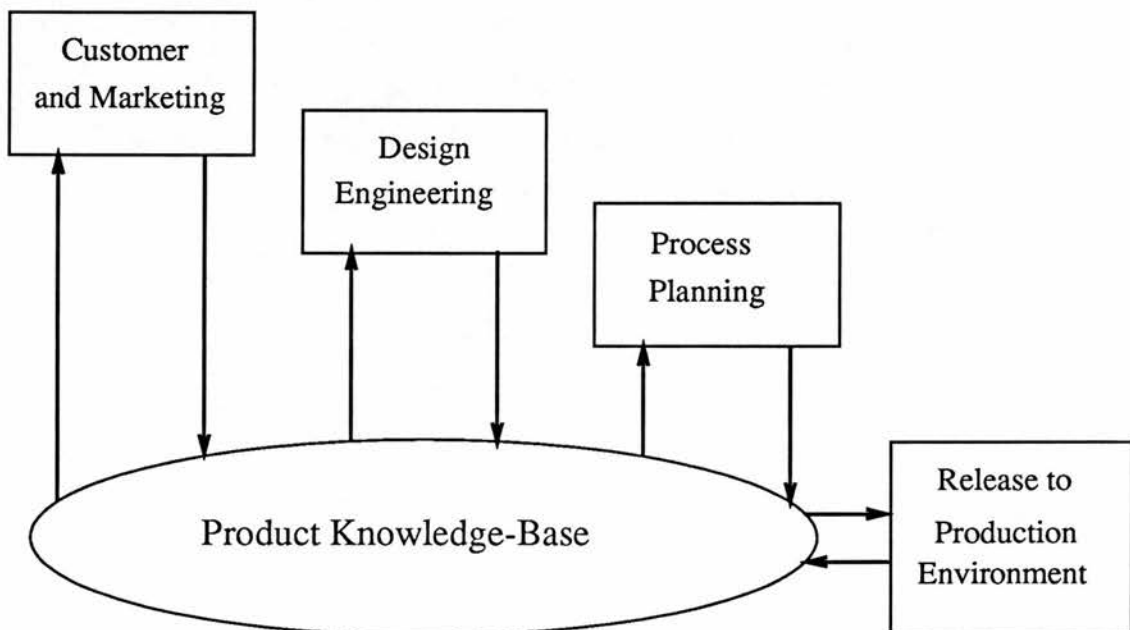 Customer
and Marketing
Design
Engineering
Process
Planning
Release to
Production
Environment
Product Knowledge-Base